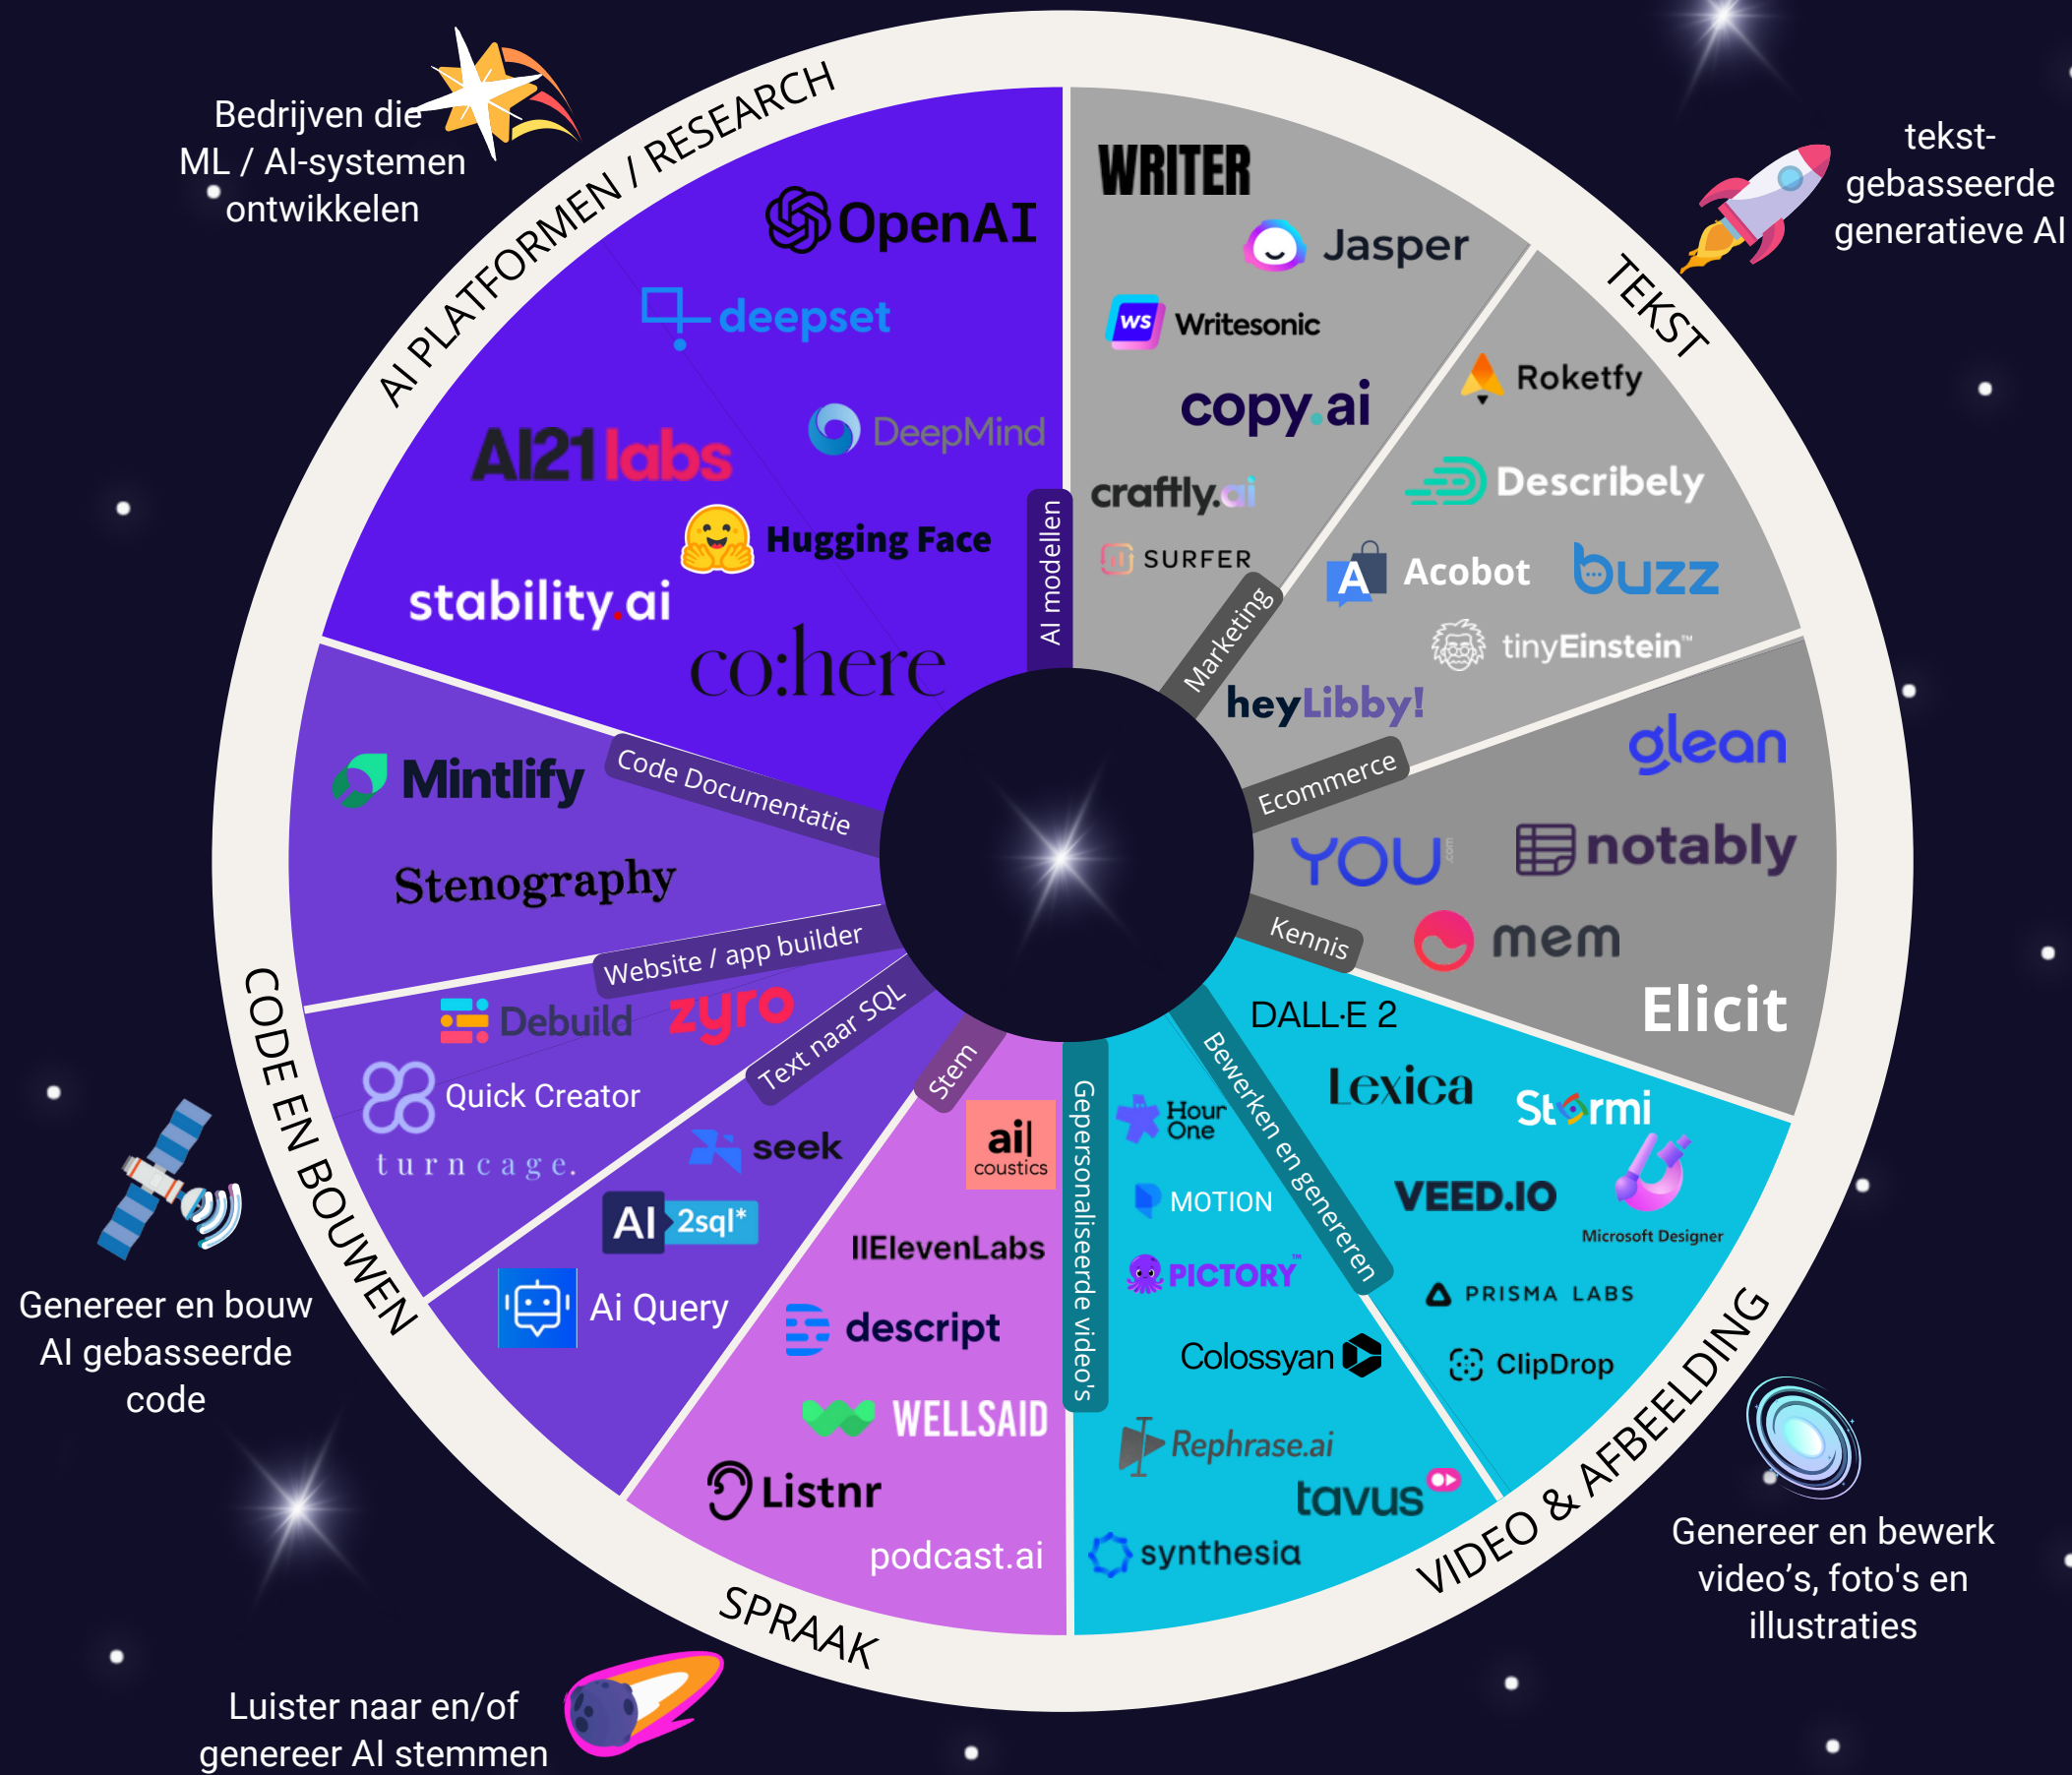 AI PLATFORMEN / RESEARCH
Bedrijven die
ML / AI-systemen
ontwikkelen
OpenAI
deepset
DeepMind
AI21labs
Hugging Face
stability.ai
co:here
AI modellen
TEKST
tekst-
gebasseerde
generatieve AI
WRITER
Jasper
WS Writesonic
copy.ai
craftly.ai
SURFER
Marketing
Roketfy
Describely
A Acobot
buzz
tinyEinstein™
heyLibby!
Ecommerce
glean
YOU.com
notably
mem
Elicit
Kennis
VIDEO & AFBEELDING
Genereer en bewerk
video’s, foto's en
illustraties
DALL·E 2
Lexica
Stormi
VEED.IO
Microsoft Designer
PRISMA LABS
ClipDrop
Bewerken en genereren
Hour
One
MOTION
PICTORY™
Colossyan
Rephrase.ai
tavus
synthesia
Gepersonaliseerde video's
SPRAAK
Luister naar en/of
genereer AI stemmen
Stem
ai|
coustics
IIElevenLabs
descript
WELLSAID
Listnr
podcast.ai
CODE EN BOUWEN
Genereer en bouw
AI gebasseerde
code
Code Documentatie
Mintlify
Stenography
Website / app builder
Debuild
zyro
Quick Creator
turncage.
Text naar SQL
seek
AI 2sql*
Ai Query